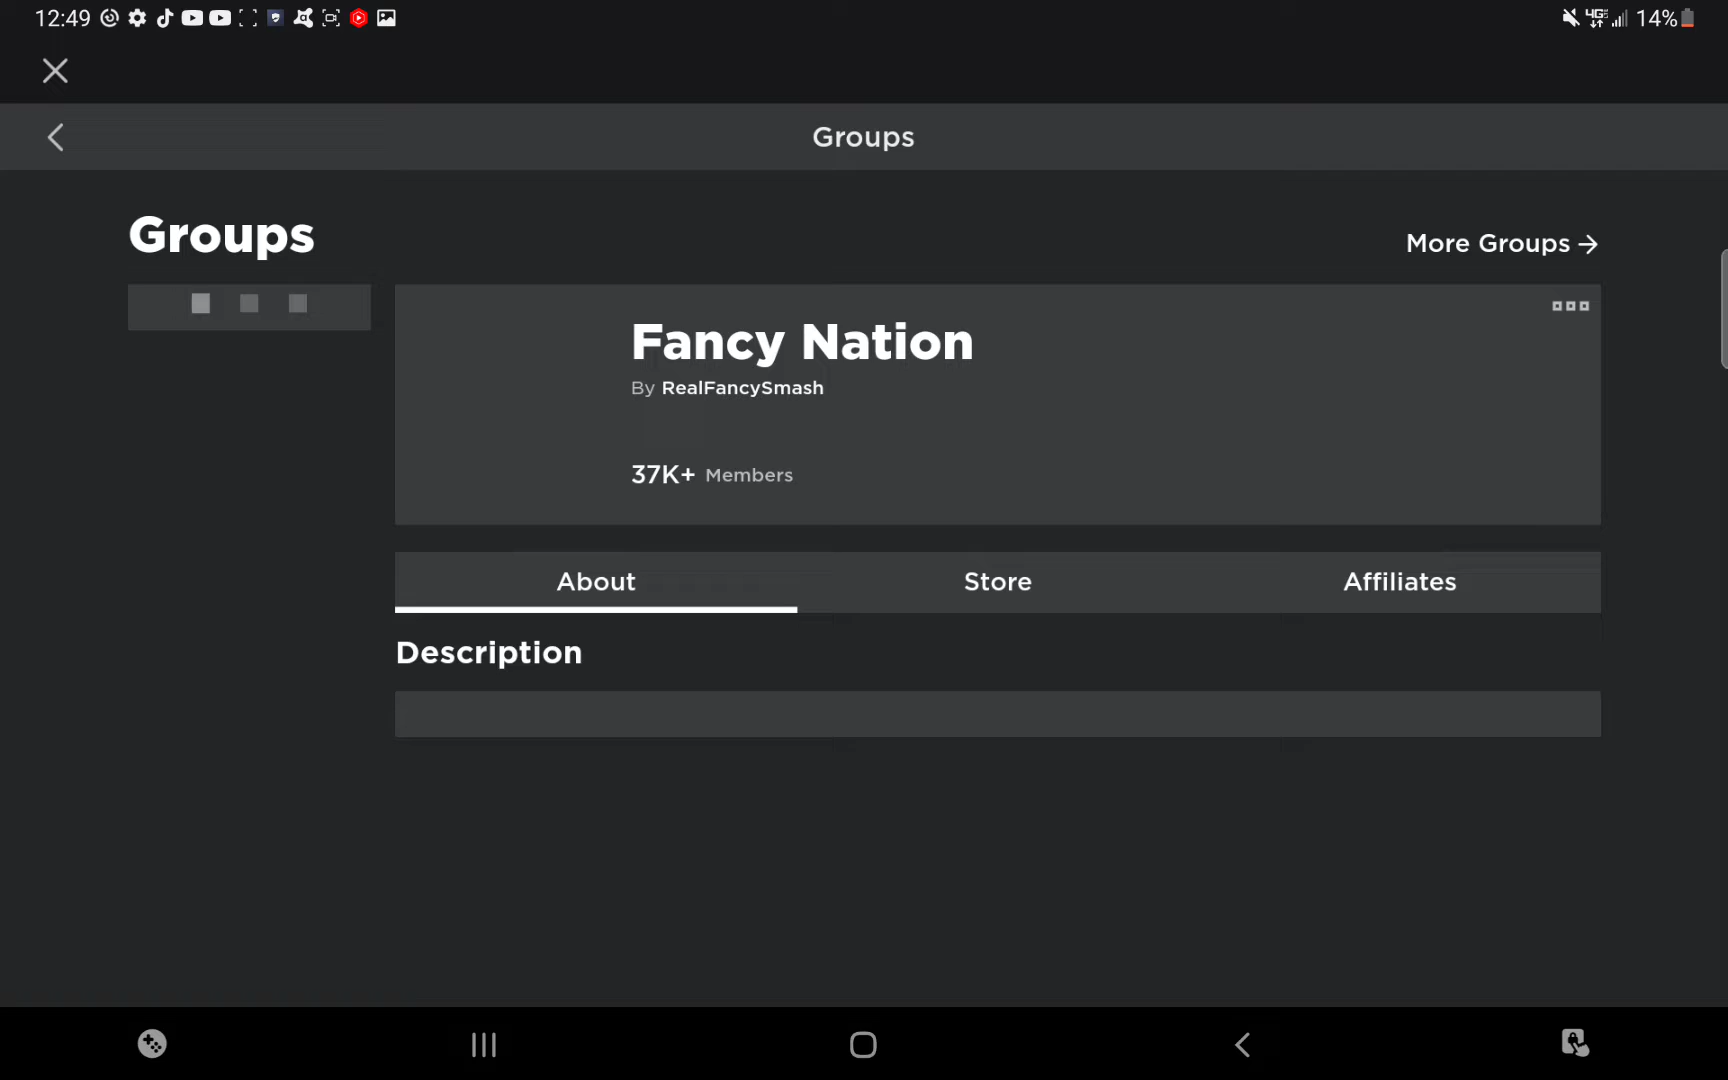 12:49
14%
Groups
Groups
More Groups
Fancy Nation
By RealFancySmash
37K+ Members
About
Store
Affiliates
Description